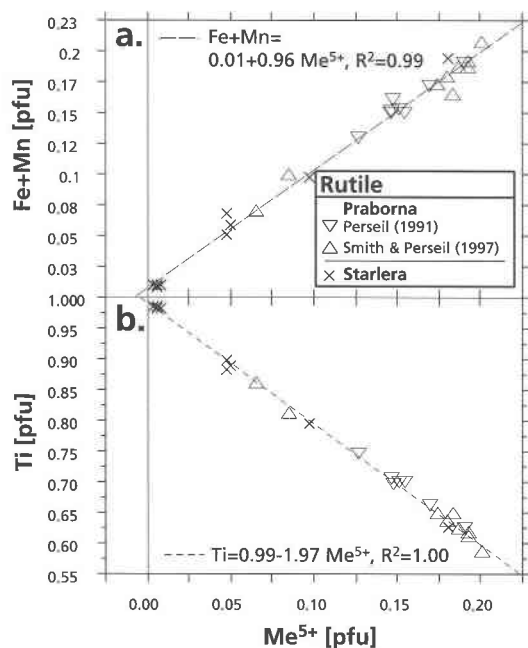 a.
Fe+Mn=
0.01+0.96 Me⁵⁺, R²=0.99
Fe+Mn [pfu]
0.23
0.20
0.17
0.15
0.12
0.1
0.08
0.05
0.03
Rutile
Praborna
Perseil (1991)
Smith & Perseil (1997)
Starlera
b.
Ti [pfu]
1.000
0.95
0.90
0.85
0.80
0.75
0.70
0.65
0.60
0.55
Ti=0.99-1.97 Me⁵⁺, R²=1.00
0.00 0.05 0.10 0.15 0.20
Me⁵⁺ [pfu]